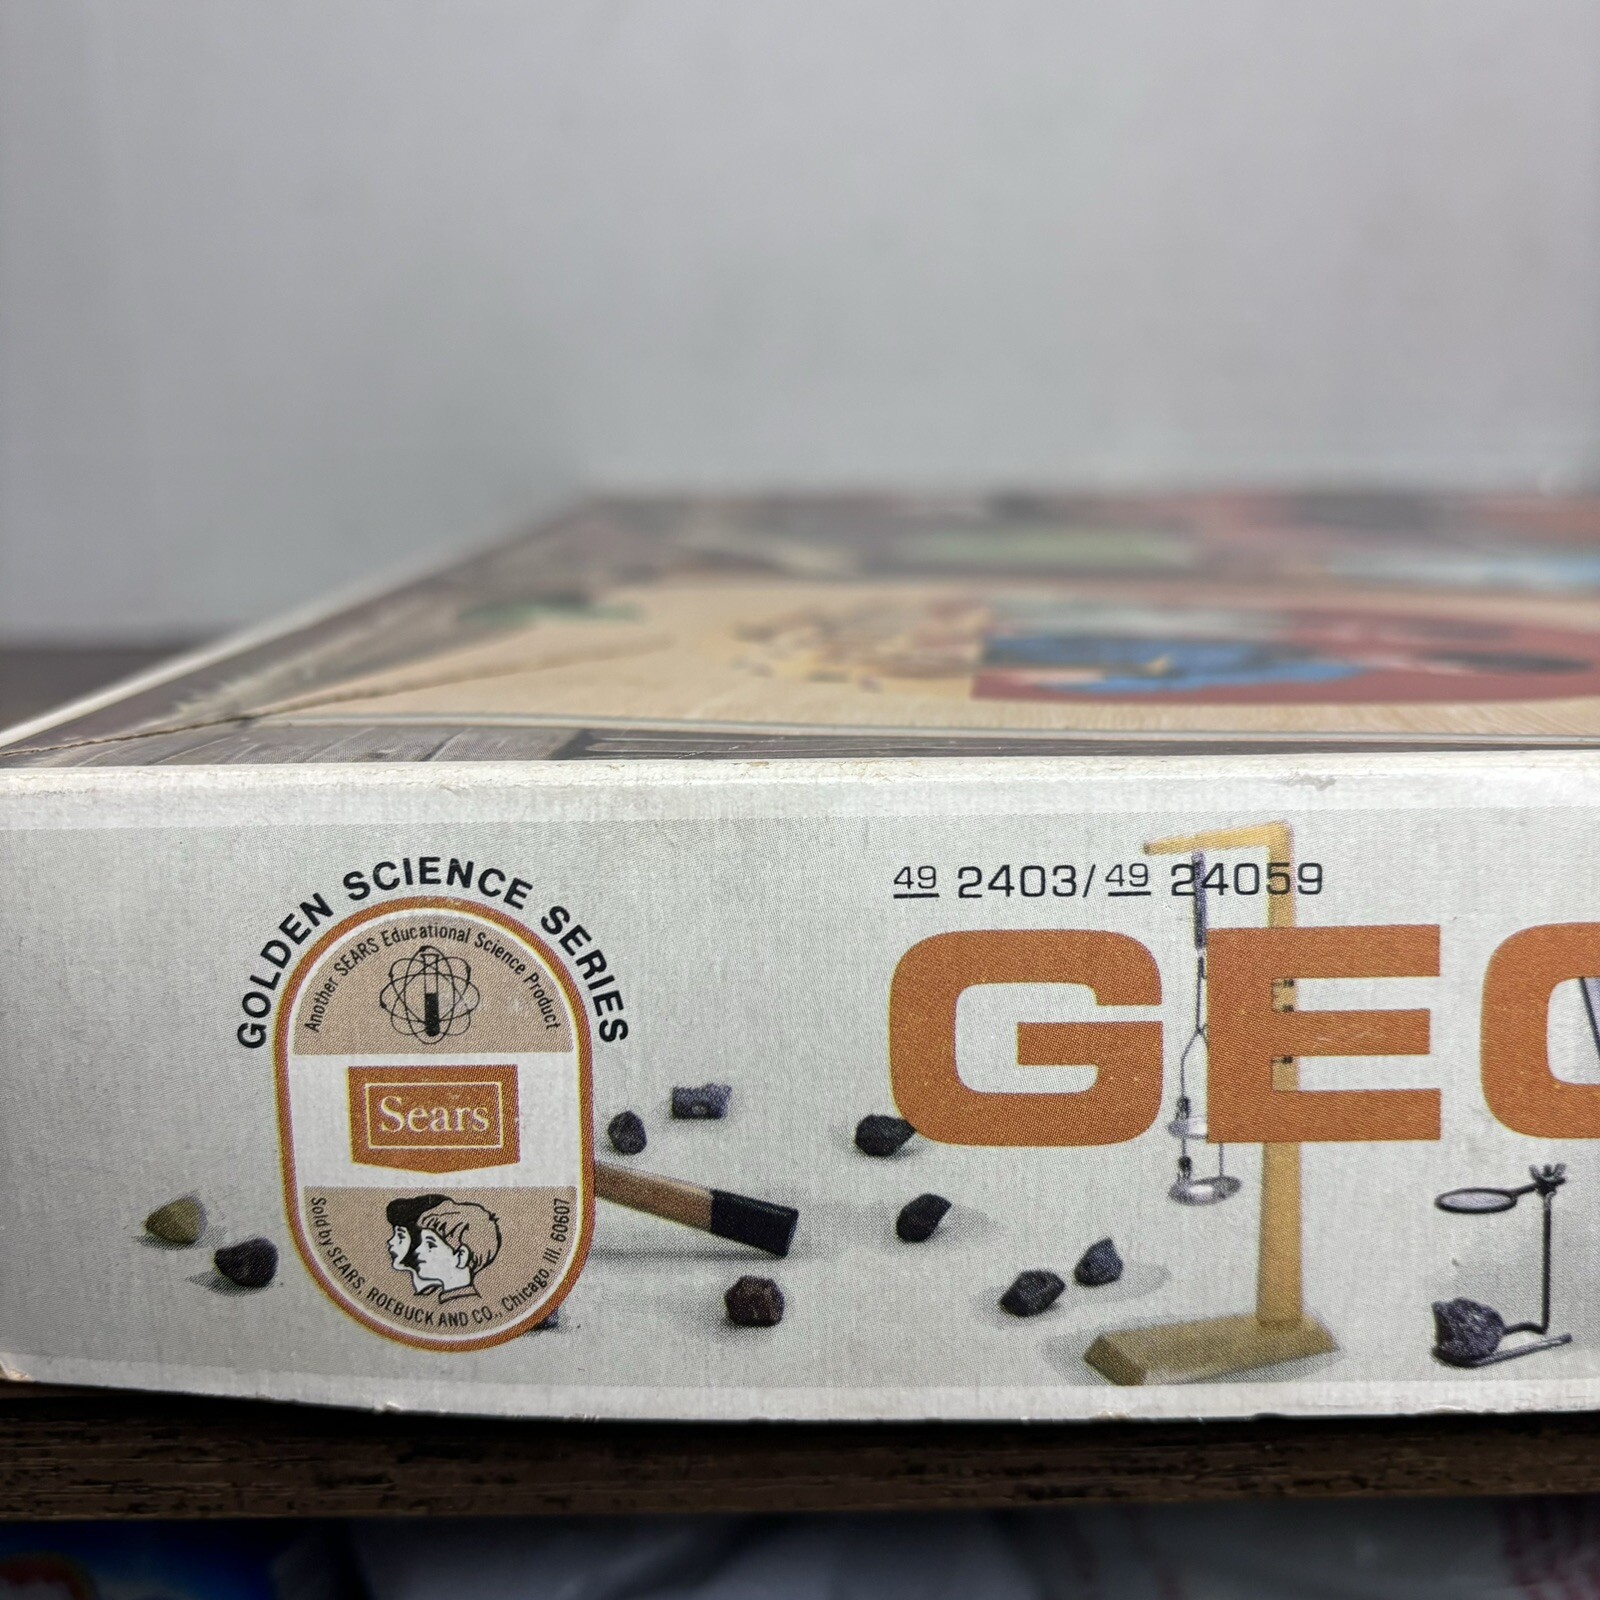 GOLDEN SCIENCE SERIES
Another SEARS Educational Science Product
Sears
Sold by SEARS, ROEBUCK AND CO., Chicago, Ill. 60607
49 2403/49 24059
GEO